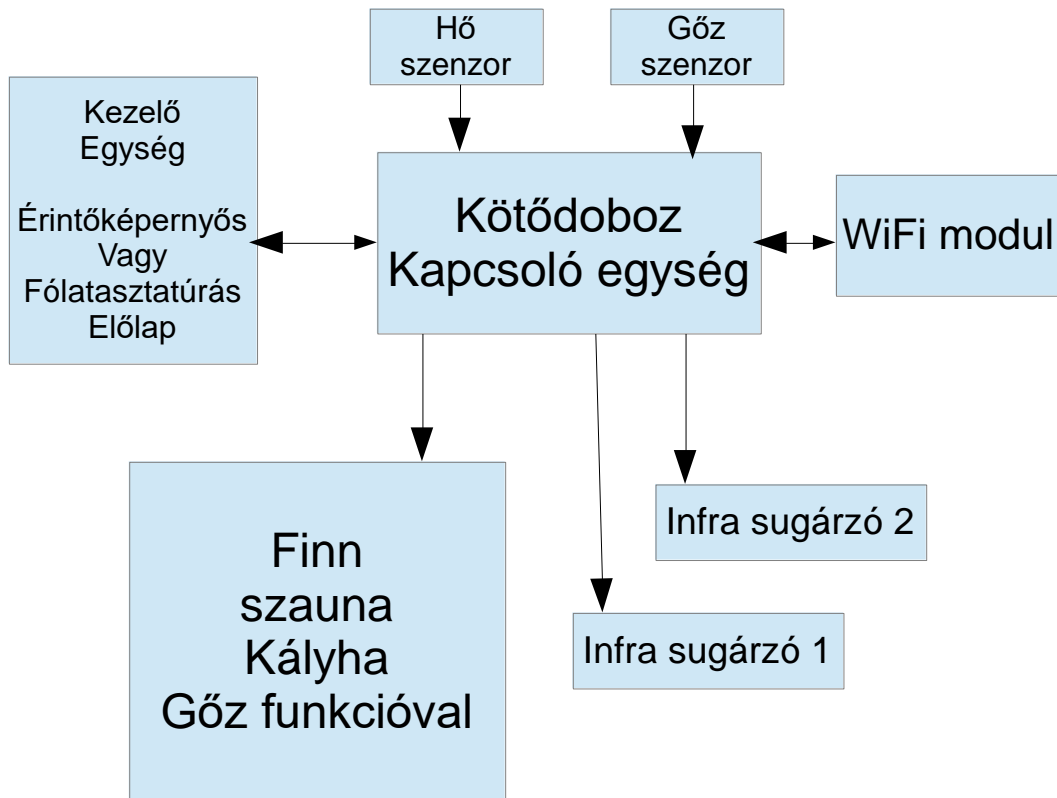 Hő
szenzor
Gőz
szenzor
Kezelő
Egység
Érintőképernyős
Vagy
Fólatasztatúrás
Előlap
Kötődoboz
Kapcsoló egység
WiFi modul
Finn
szauna
Kályha
Gőz funkcióval
Infra sugárzó 2
Infra sugárzó 1